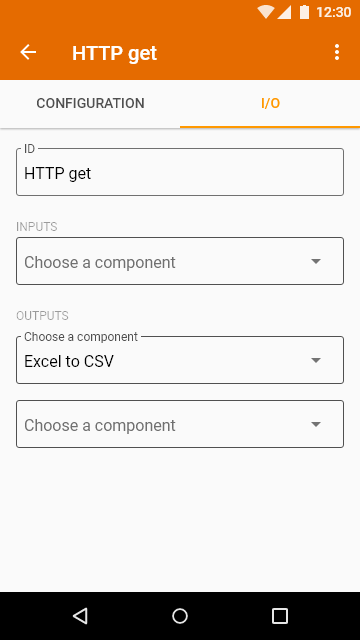 12:30
HTTP get
CONFIGURATION
I/O
ID
HTTP get
INPUTS
Choose a component
OUTPUTS
Choose a component
Excel to CSV
Choose a component